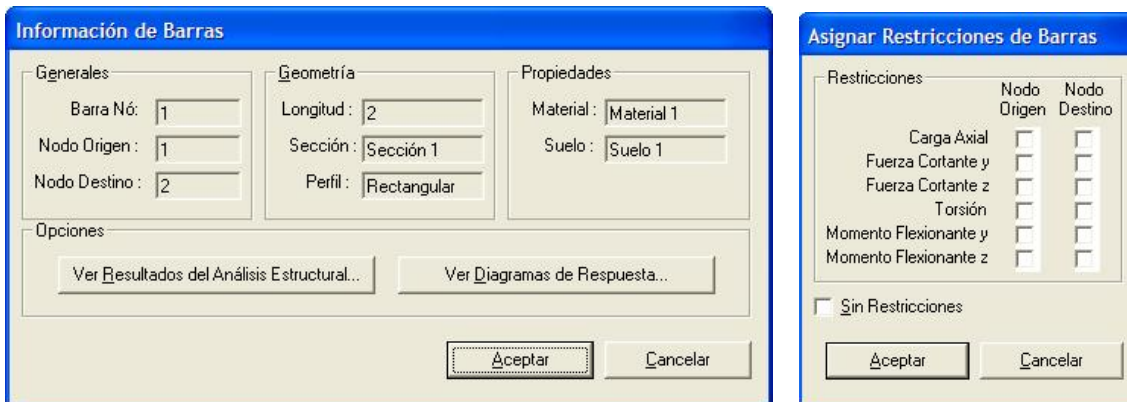 Información de Barras
Generales
Barra Nó: 1
Nodo Origen : 1
Nodo Destino : 2
Geometría
Longitud : 2
Sección : Sección 1
Perfil : Rectangular
Propiedades
Material : Material 1
Suelo : Suelo 1
Opciones
Ver Resultados del Análisis Estructural...
Ver Diagramas de Respuesta...
Aceptar
Cancelar
Asignar Restricciones de Barras
Restricciones
Nodo Nodo
Origen Destino
Carga Axial
Fuerza Cortante y
Fuerza Cortante z
Torsión
Momento Flexionante y
Momento Flexionante z
Sin Restricciones
Aceptar
Cancelar